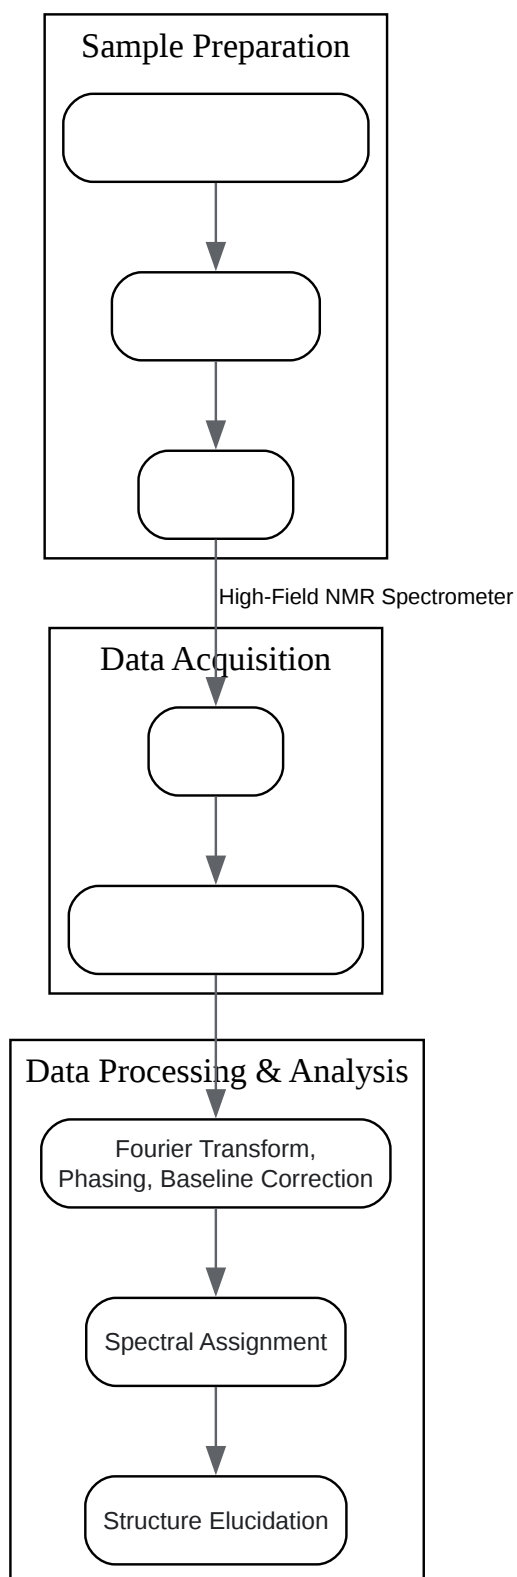 Sample Preparation
High-Field NMR Spectrometer
Data Acquisition
Data Processing & Analysis
Fourier Transform,
Phasing, Baseline Correction
Spectral Assignment
Structure Elucidation